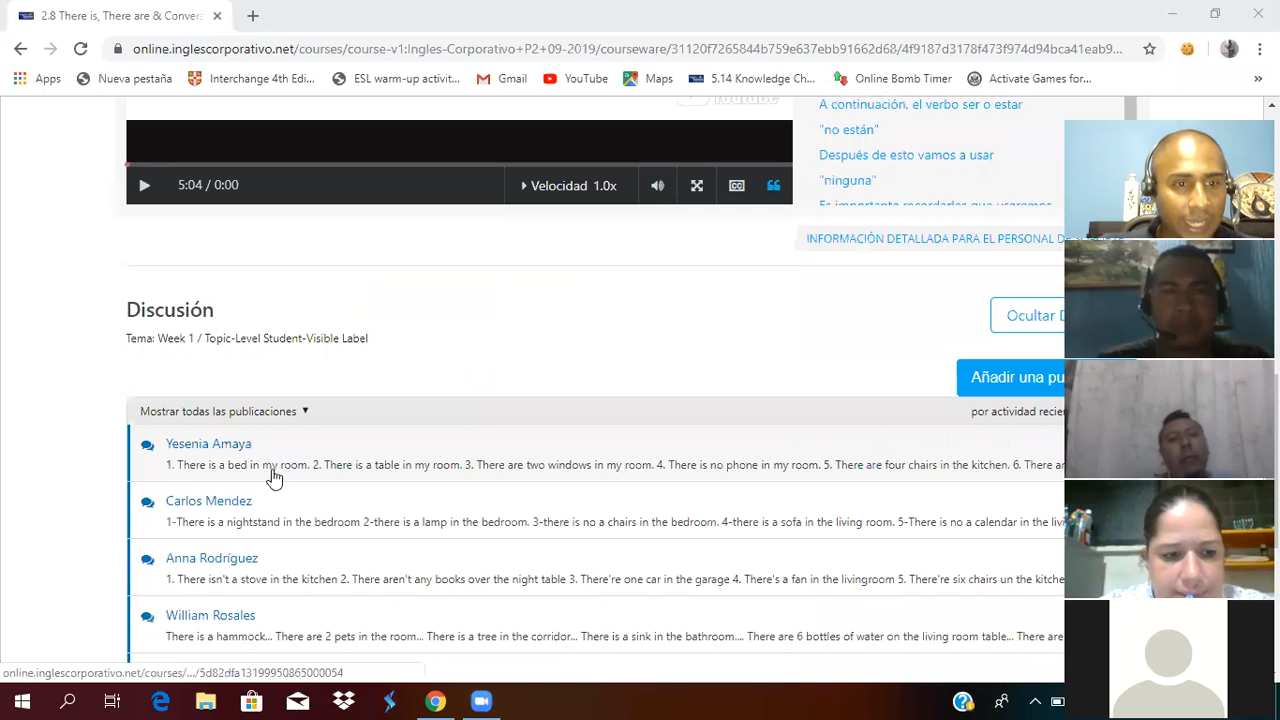 2.8 There is, There are & Conver
online.inglescorporativo.net/courses/course-v1:Ingles-Corporativo+P2+09-2019/courseware/31120f7265844b759e637ebb91662d68/4f9187d3178f473f974d94bca41eab9...
Apps Nueva pestaña Interchange 4th Edi... ESL warm-up activit... Gmail YouTube Maps 5.14 Knowledge Ch... Online Bomb Timer Activate Games for...
A continuación, el verbo ser o estar
"no están"
Después de esto vamos a usar
"ninguna"
Es importante recordarles que usaremos
5:04 / 0:00 Velocidad 1.0x
INFORMACIÓN DETALLADA PARA EL PERSONAL DE
Discusión
Ocultar D
Tema: Week 1 / Topic-Level Student-Visible Label
Añadir una pu
Mostrar todas las publicaciones por actividad recien
Yesenia Amaya
1. There is a bed in my room. 2. There is a table in my room. 3. There are two windows in my room. 4. There is no phone in my room. 5. There are four chairs in the kitchen. 6. There ar
Carlos Mendez
1-There is a nightstand in the bedroom 2-there is a lamp in the bedroom. 3-there is no a chairs in the bedroom. 4-there is a sofa in the living room. 5-There is no a calendar in the livi
Anna Rodríguez
1. There isn't a stove in the kitchen 2. There aren't any books over the night table 3. There're one car in the garage 4. There's a fan in the livingroom 5. There're six chairs un the kitche
William Rosales
There is a hammock... There are 2 pets in the room... There is a tree in the corridor... There is a sink in the bathroom.... There are 6 bottles of water on the living room table... There are
online.inglescorporativo.net/courses/.../5d82dfa13199950865000054